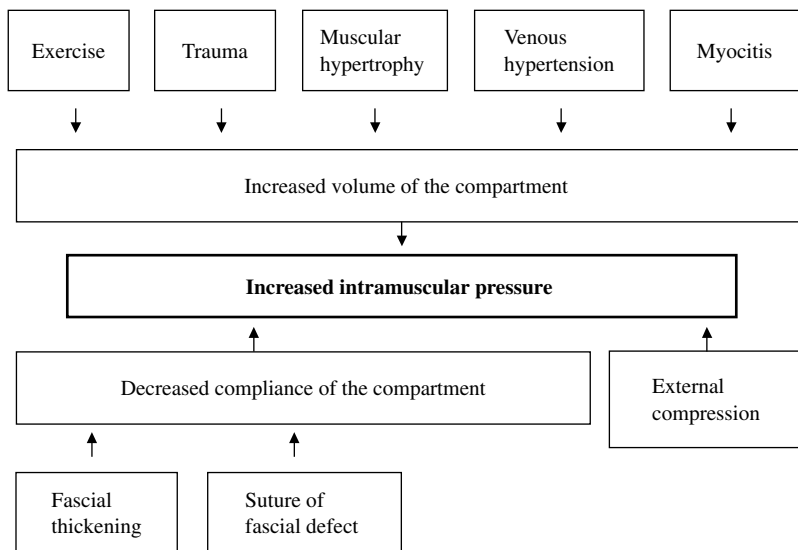 Exercise
Trauma
Muscular
hypertrophy
Venous
hypertension
Myocitis
Increased volume of the compartment
Increased intramuscular pressure
Decreased compliance of the compartment
External
compression
Fascial
thickening
Suture of
fascial defect